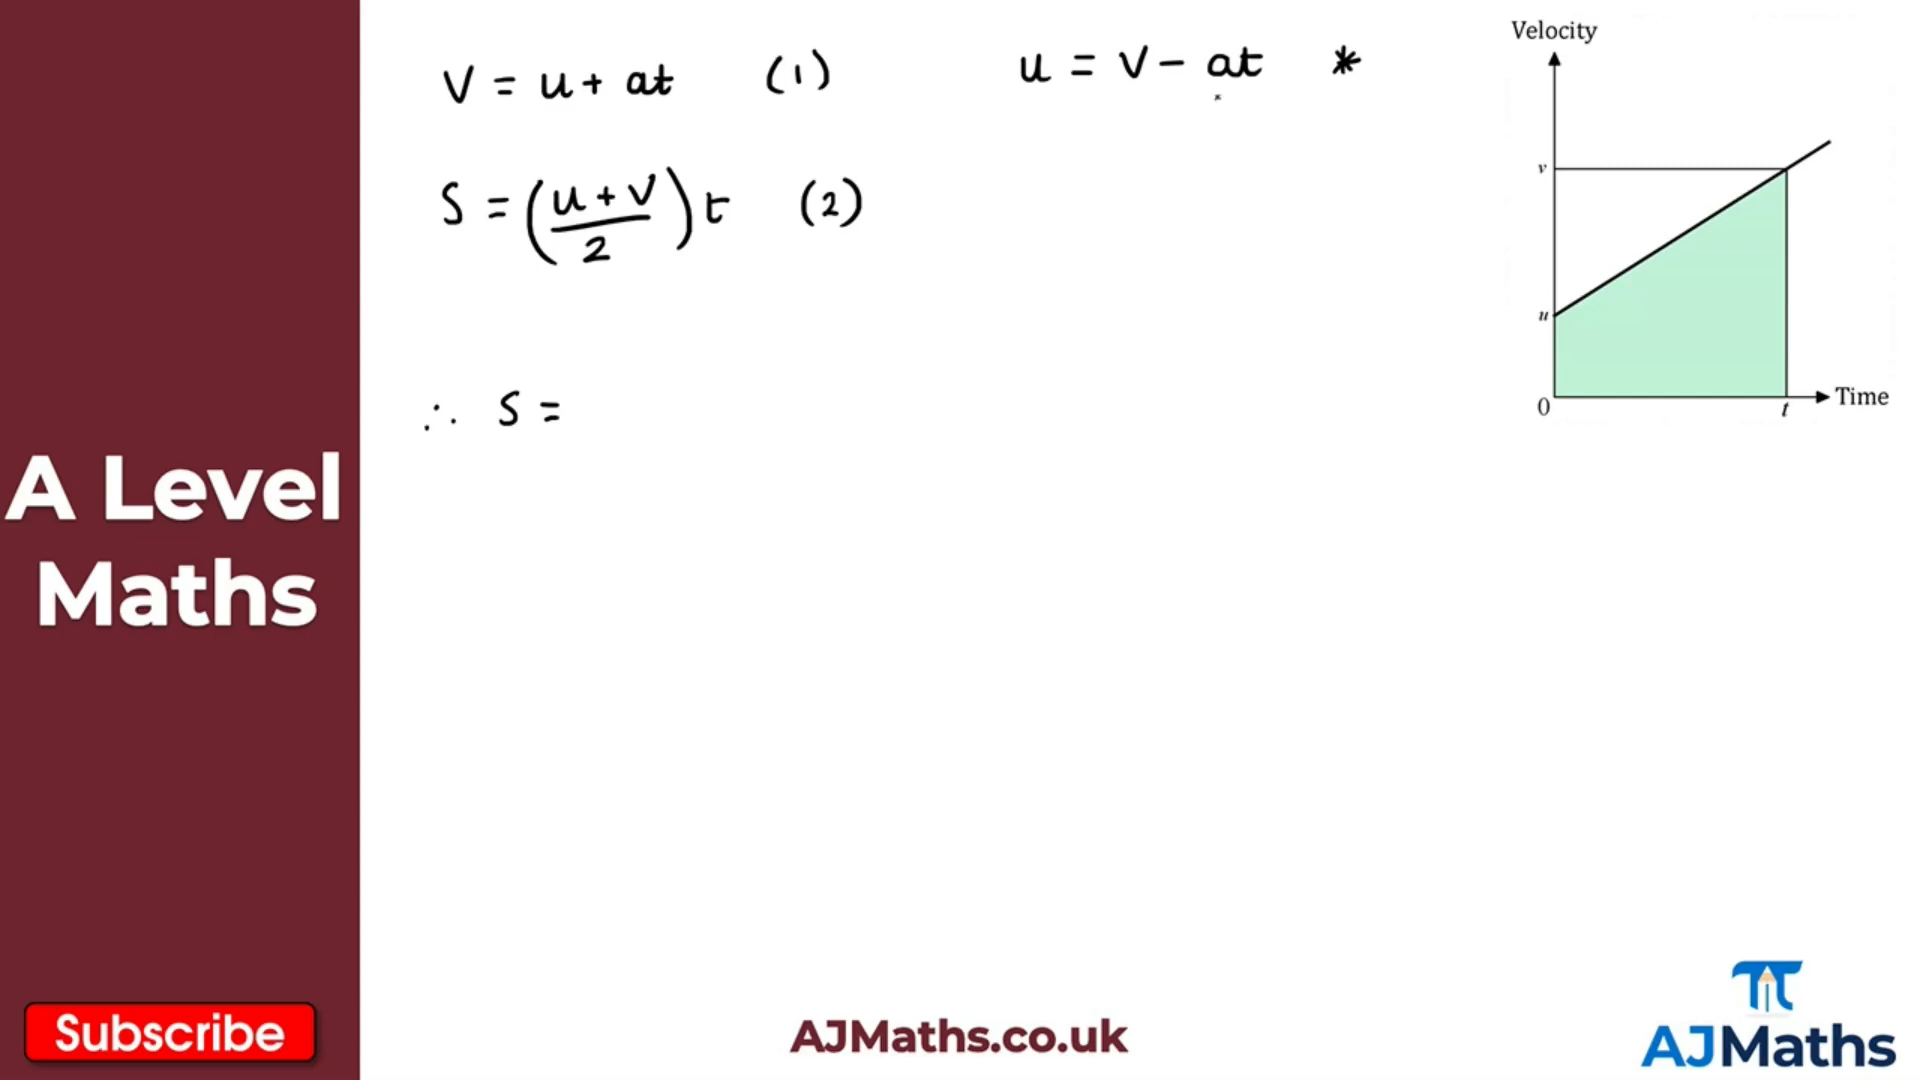 V = u + at (1)
u = v - at *
S = ((u + v)/2) t (2)
∴ S =
Velocity
v
u
0
t
Time
A Level
Maths
Subscribe
AJMaths.co.uk
AJMaths